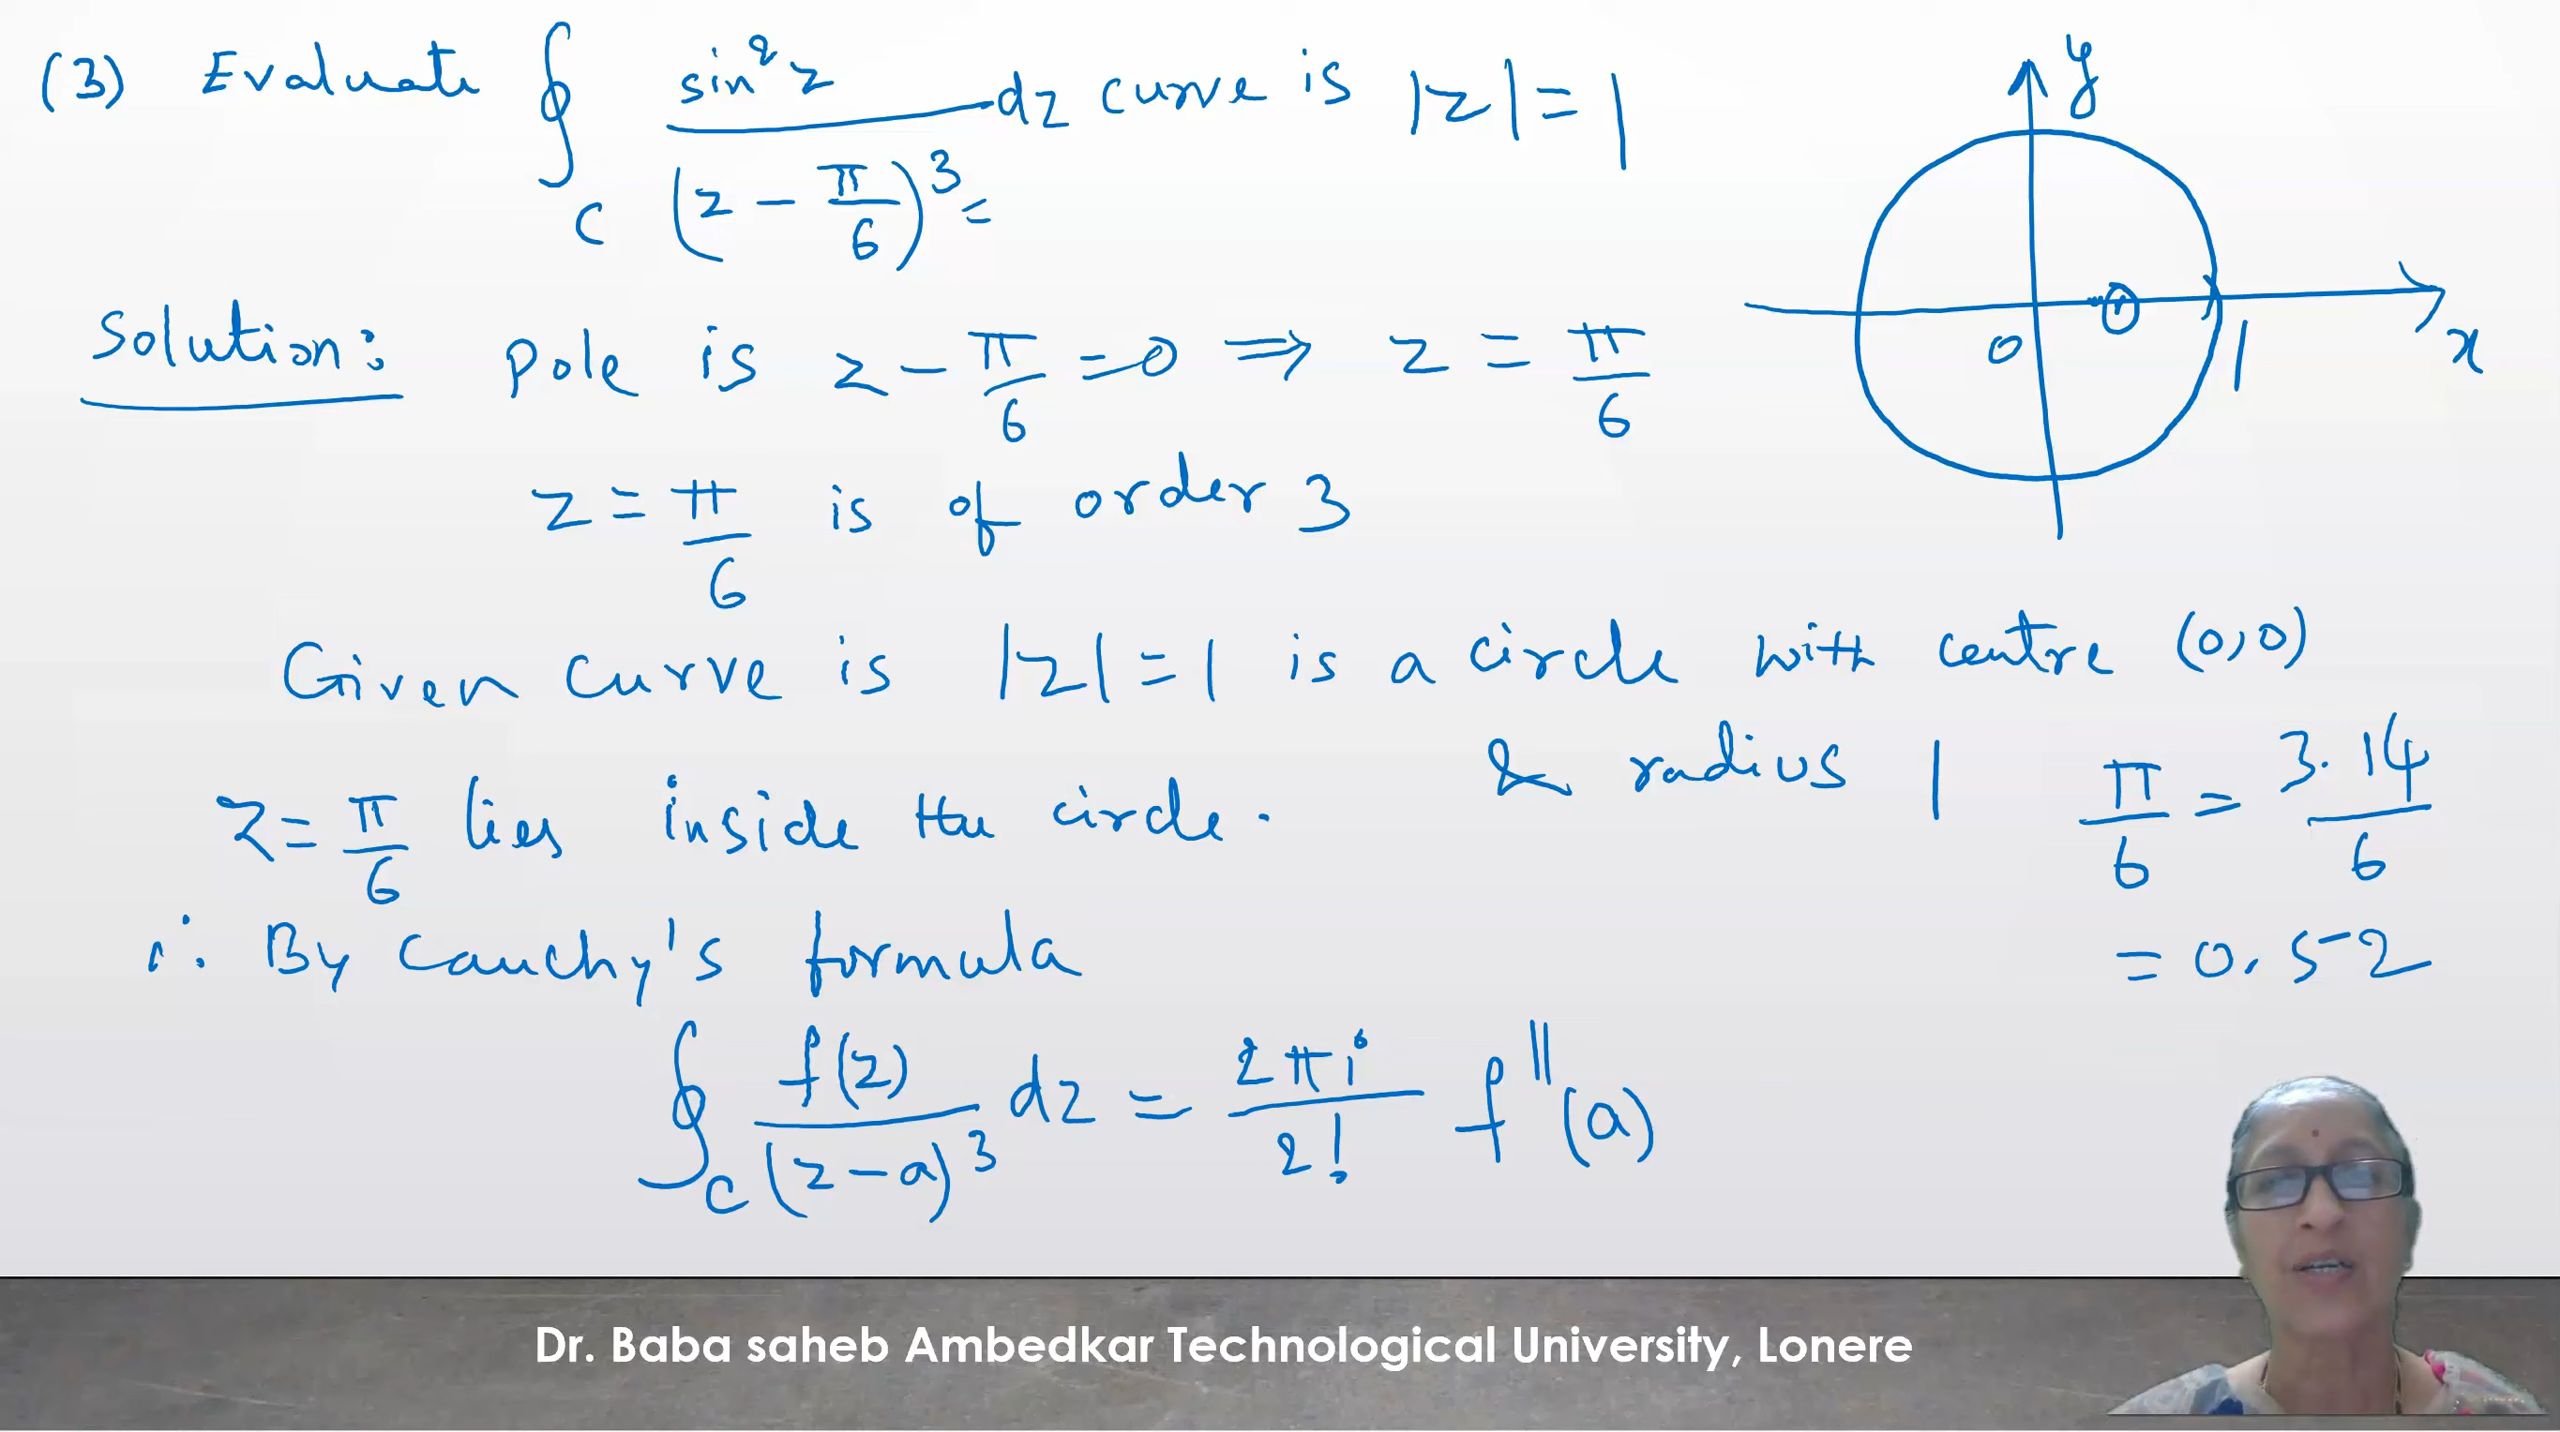 (3) Evaluate ∮_C sin²z / (z − π/6)³ dz curve is |z| = 1
=
y
0 1 x
Solution: Pole is z − π/6 = 0 ⇒ z = π/6
z = π/6 is of order 3
Given curve is |z| = 1 is a circle with centre (0,0)
& radius 1
z = π/6 lies inside the circle.
π/6 = 3.14/6
= 0.52
∴ By Cauchy's formula
∮_C f(z)/(z−a)³ dz = 2πi/2! f''(a)
Dr. Baba saheb Ambedkar Technological University, Lonere